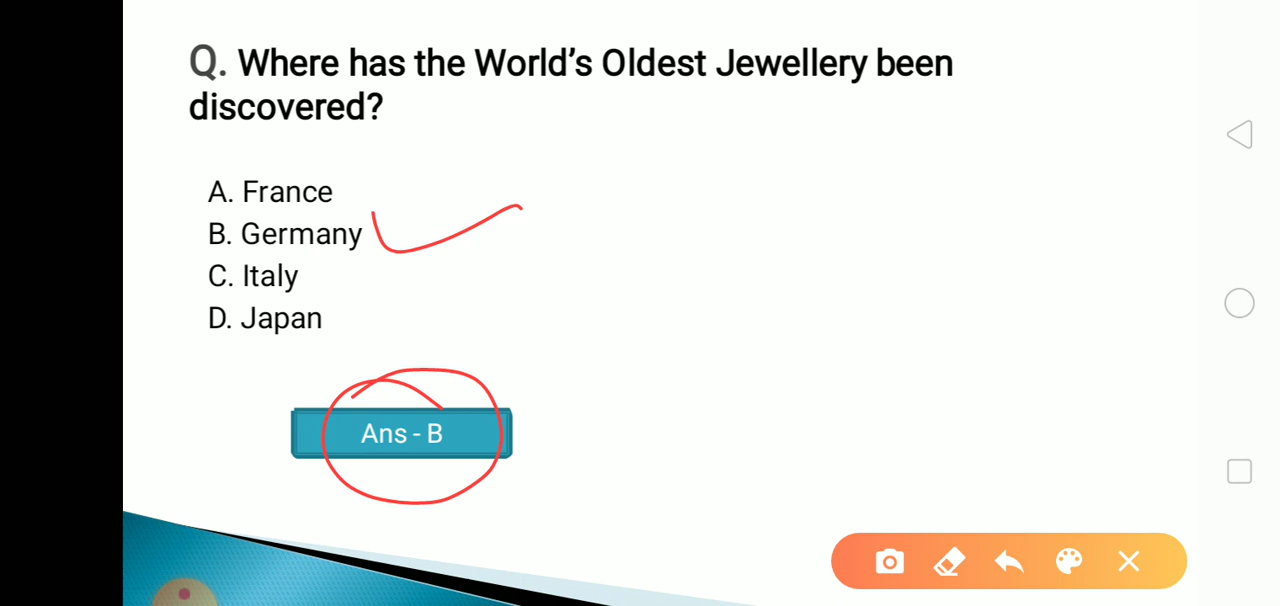 Q. Where has the World’s Oldest Jewellery been
discovered?
A. France
B. Germany
C. Italy
D. Japan
Ans - B